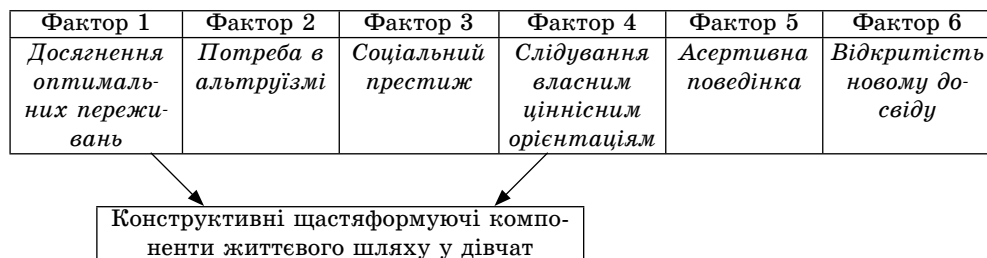 Фактор 1 Фактор 2 Фактор 3 Фактор 4 Фактор 5 Фактор 6
Досягнення Потреба в Соціальний Слідування Асертивна Відкритість
оптималь- альтруїзмі престиж власним поведінка новому до-
них пережи- ціннісним свіду
вань орієнтаціям
Конструктивні щастяформуючі компо-
ненти життєвого шляху у дівчат